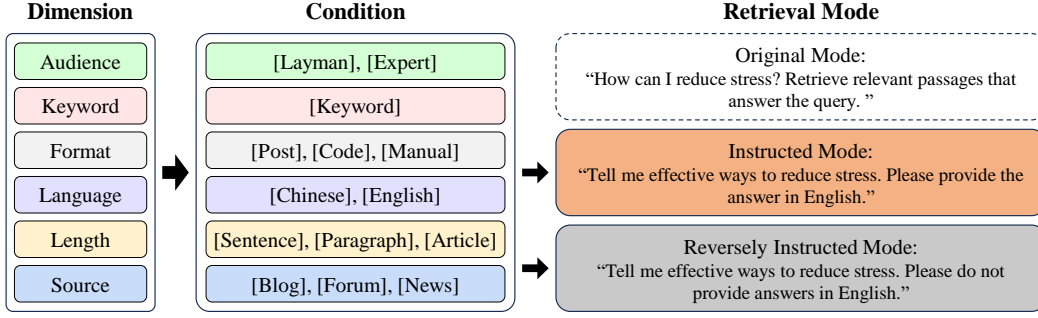 Dimension
Audience
Keyword
Format
Language
Length
Source
Condition
[Layman], [Expert]
[Keyword]
[Post], [Code], [Manual]
[Chinese], [English]
[Sentence], [Paragraph], [Article]
[Blog], [Forum], [News]
Retrieval Mode
Original Mode:
“How can I reduce stress? Retrieve relevant passages that
answer the query. ”
Instructed Mode:
“Tell me effective ways to reduce stress. Please provide the
answer in English.”
Reversely Instructed Mode:
“Tell me effective ways to reduce stress. Please do not
provide answers in English.”